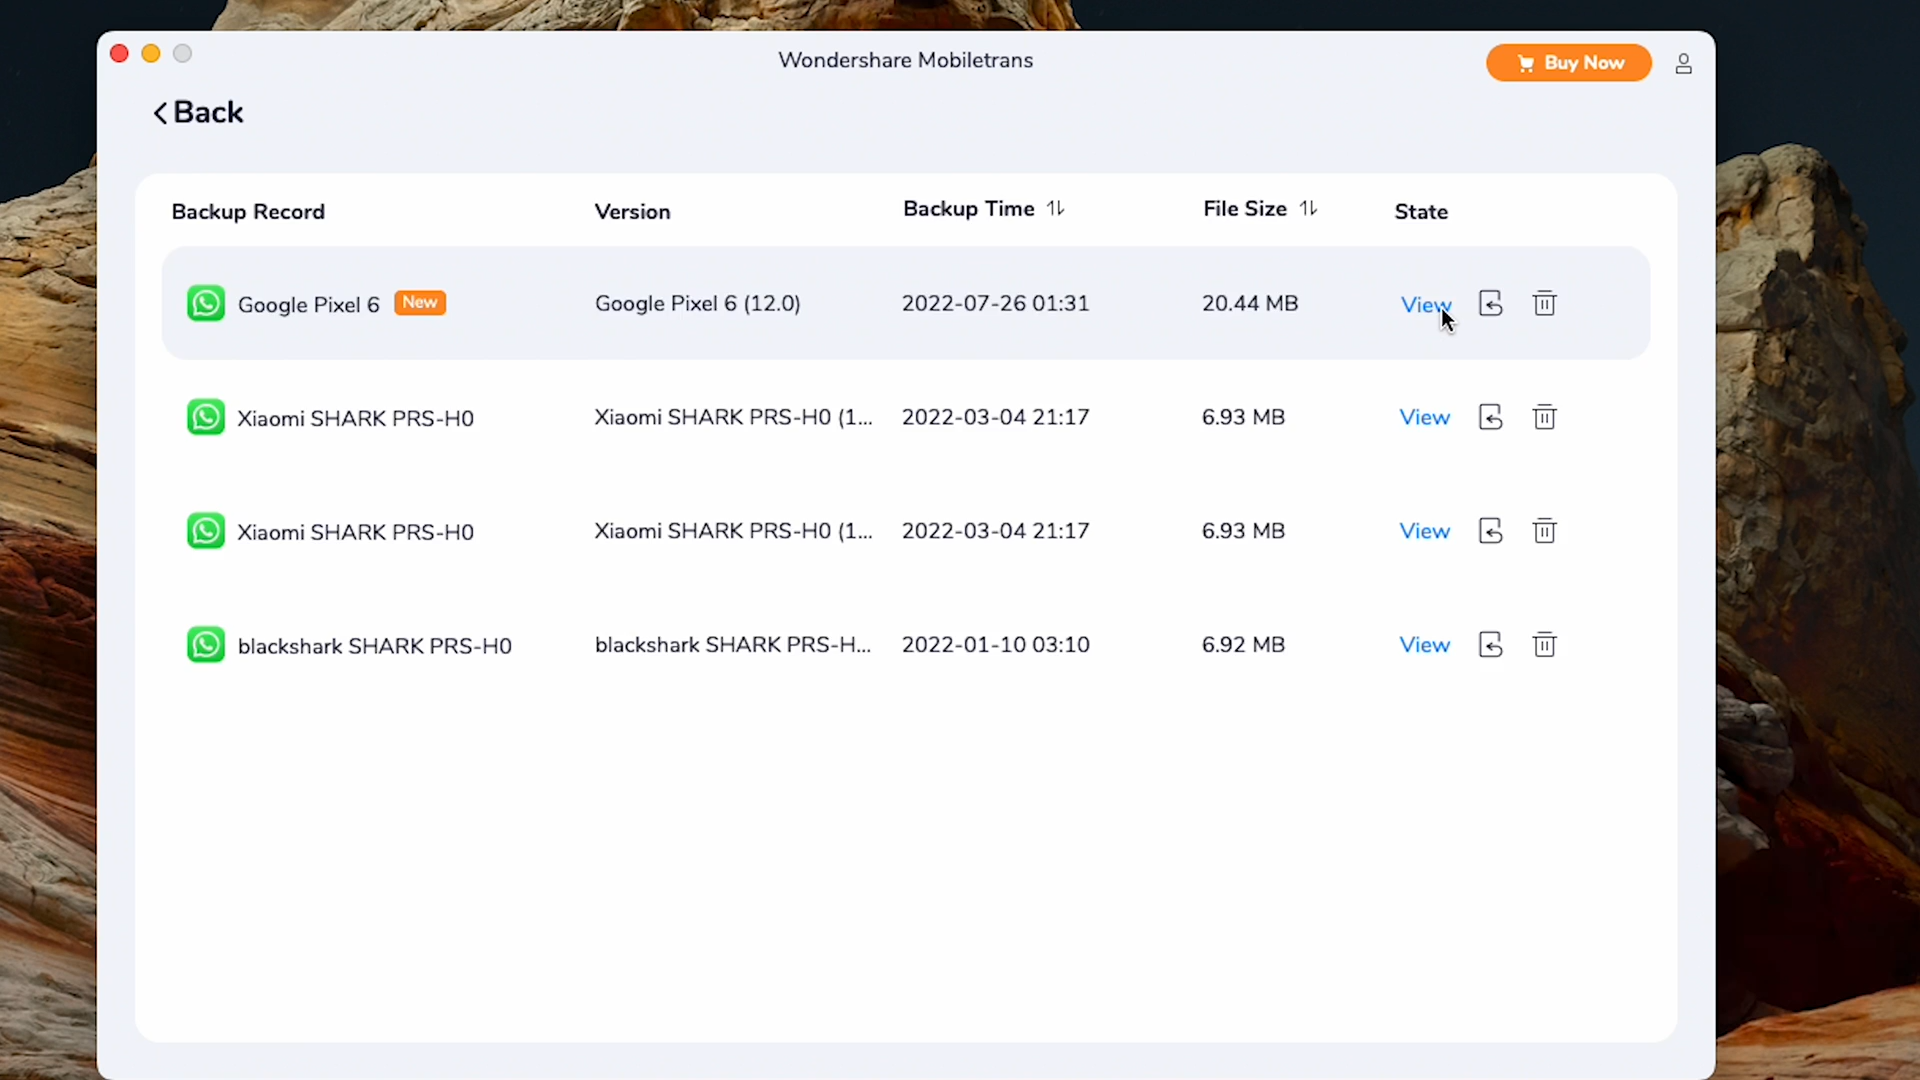 Wondershare Mobiletrans
Buy Now
Back
Backup Record Version Backup Time File Size State
Google Pixel 6 New Google Pixel 6 (12.0) 2022-07-26 01:31 20.44 MB View
Xiaomi SHARK PRS-H0 Xiaomi SHARK PRS-H0 (1... 2022-03-04 21:17 6.93 MB View
Xiaomi SHARK PRS-H0 Xiaomi SHARK PRS-H0 (1... 2022-03-04 21:17 6.93 MB View
blackshark SHARK PRS-H0 blackshark SHARK PRS-H... 2022-01-10 03:10 6.92 MB View